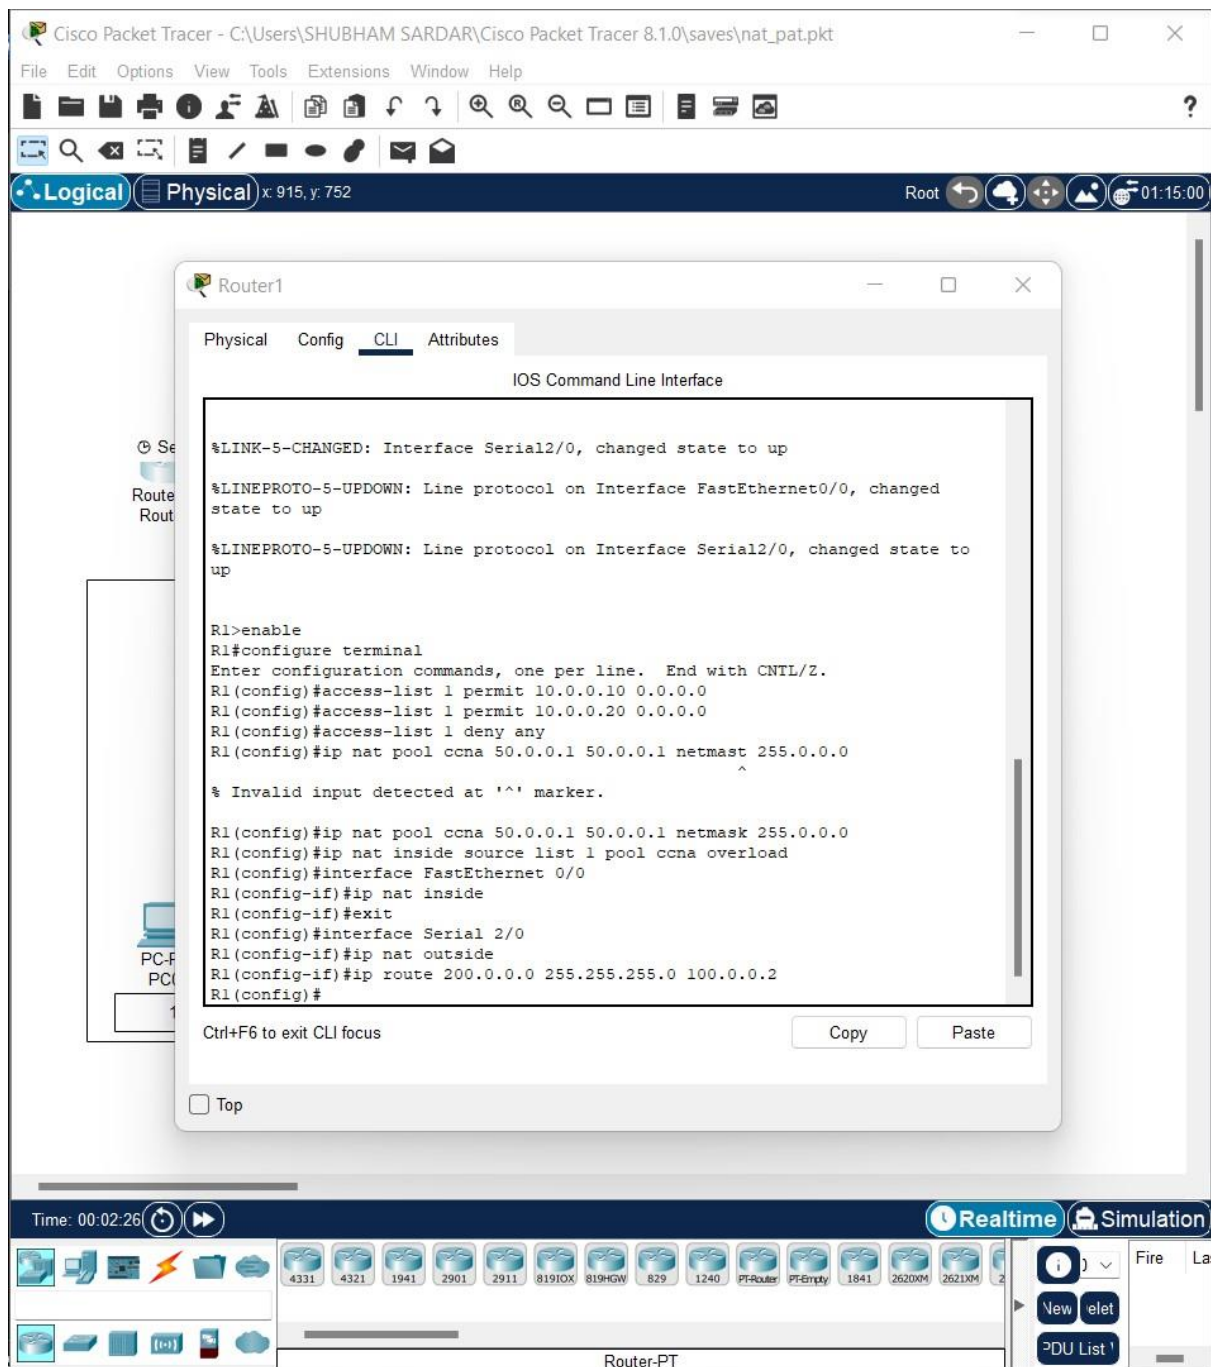 Cisco Packet Tracer - C:\Users\SHUBHAM SARDAR\Cisco Packet Tracer 8.1.0\saves\nat_pat.pkt
File Edit Options View Tools Extensions Window Help
?
Logical Physical x: 915, y: 752 Root 01:15:00
Router1
Physical Config CLI Attributes
IOS Command Line Interface
%LINK-5-CHANGED: Interface Serial2/0, changed state to up
%LINEPROTO-5-UPDOWN: Line protocol on Interface FastEthernet0/0, changed
state to up
%LINEPROTO-5-UPDOWN: Line protocol on Interface Serial2/0, changed state to
up
R1>enable
R1#configure terminal
Enter configuration commands, one per line.  End with CNTL/Z.
R1(config)#access-list 1 permit 10.0.0.10 0.0.0.0
R1(config)#access-list 1 permit 10.0.0.20 0.0.0.0
R1(config)#access-list 1 deny any
R1(config)#ip nat pool ccna 50.0.0.1 50.0.0.1 netmast 255.0.0.0
^
% Invalid input detected at '^' marker.
R1(config)#ip nat pool ccna 50.0.0.1 50.0.0.1 netmask 255.0.0.0
R1(config)#ip nat inside source list 1 pool ccna overload
R1(config)#interface FastEthernet 0/0
R1(config-if)#ip nat inside
R1(config-if)#exit
R1(config)#interface Serial 2/0
R1(config-if)#ip nat outside
R1(config-if)#ip route 200.0.0.0 255.255.255.0 100.0.0.2
R1(config)#
Se
Route
Rout
PC-P
PC0
1
Ctrl+F6 to exit CLI focus Copy Paste
Top
Time: 00:02:26 Realtime Simulation
4331 4321 1941 2901 2911 819IOX 819HGW 829 1240 PT-Router PT-Empty 1841 2620XM 2621XM 2
Fire Las
New elet
PDU List
Router-PT